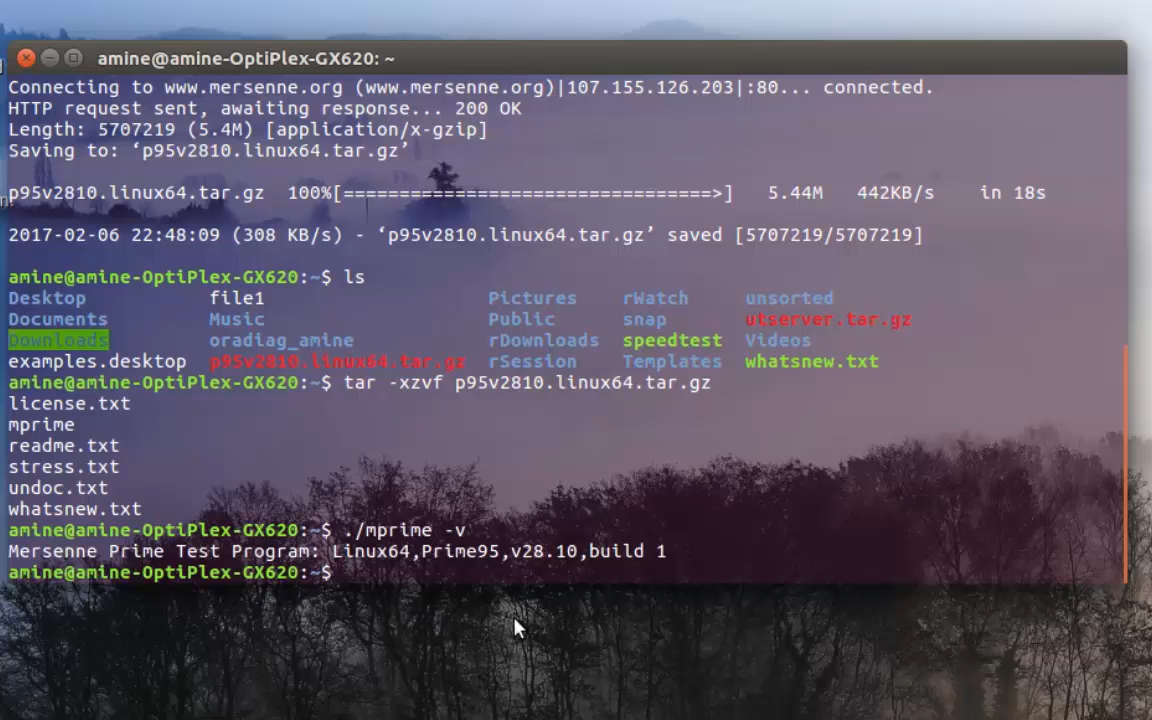 amine@amine-OptiPlex-GX620: ~
Connecting to www.mersenne.org (www.mersenne.org)|107.155.126.203|:80... connected.
HTTP request sent, awaiting response... 200 OK
Length: 5707219 (5.4M) [application/x-gzip]
Saving to: ‘p95v2810.linux64.tar.gz’
p95v2810.linux64.tar.gz 100%[=================================>] 5.44M 442KB/s in 18s
2017-02-06 22:48:09 (308 KB/s) - ‘p95v2810.linux64.tar.gz’ saved [5707219/5707219]
amine@amine-OptiPlex-GX620:~$ ls
Desktop file1 Pictures rWatch unsorted
Documents Music Public snap utserver.tar.gz
Downloads oradiag_amine rDownloads speedtest Videos
examples.desktop p95v2810.linux64.tar.gz rSession Templates whatsnew.txt
amine@amine-OptiPlex-GX620:~$ tar -xzvf p95v2810.linux64.tar.gz
license.txt
mprime
readme.txt
stress.txt
undoc.txt
whatsnew.txt
amine@amine-OptiPlex-GX620:~$ ./mprime -v
Mersenne Prime Test Program: Linux64,Prime95,v28.10,build 1
amine@amine-OptiPlex-GX620:~$